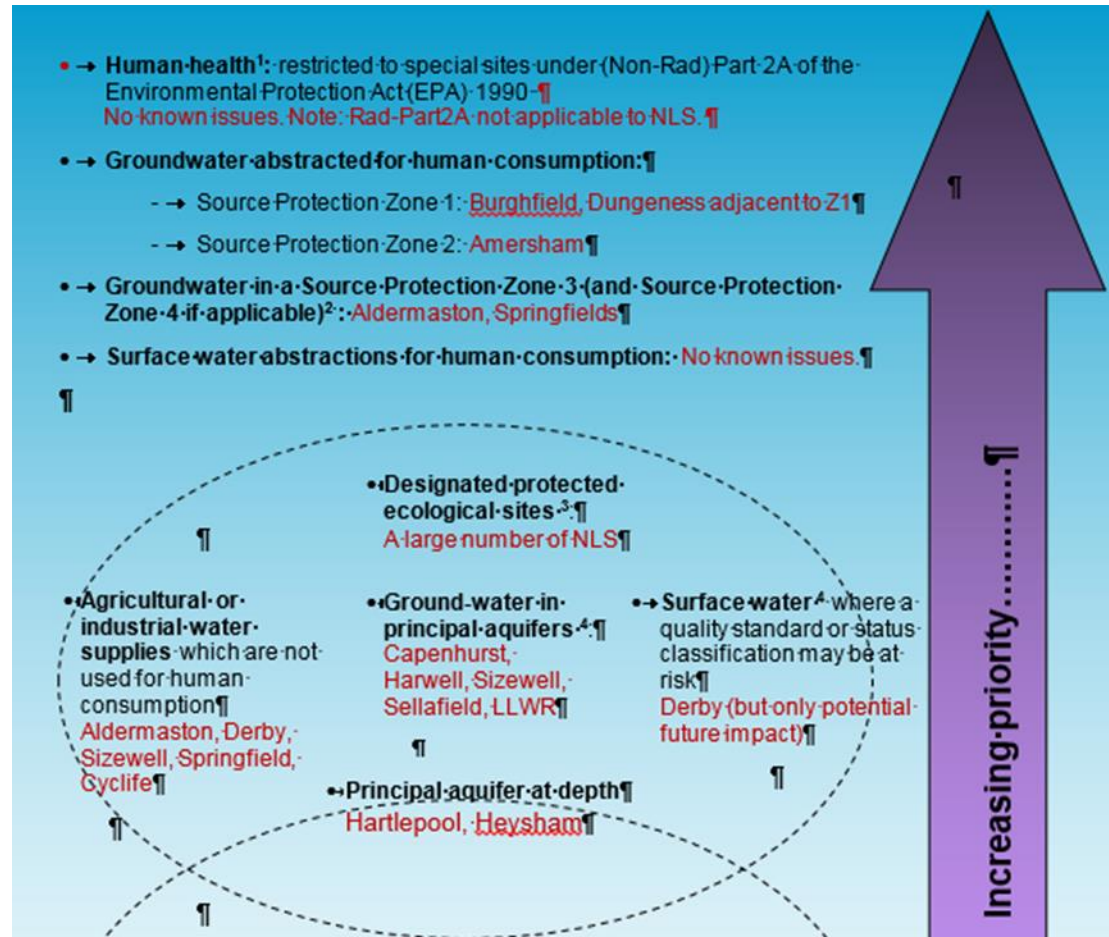 • → Human·health¹:·restricted·to·special·sites·under·(Non-Rad)·Part·2A·of·the·
Environmental·Protection·Act·(EPA)·1990·¶
No·known·issues.·Note:·Rad-Part2A·not·applicable·to·NLS.¶
• → Groundwater·abstracted·for·human·consumption:¶
- → Source·Protection·Zone·1:·Burghfield,·Dungeness·adjacent·to·Z1¶
- → Source·Protection·Zone·2:·Amersham¶
• → Groundwater·in·a·Source·Protection·Zone·3·(and·Source·Protection·
Zone·4·if·applicable)²·:·Aldermaston,·Springfields¶
• → Surface·water·abstractions·for·human·consumption:·No·known·issues.¶
¶
•Designated·protected·
ecological·sites·³:¶
A·large·number·of·NLS¶
•Agricultural·or·
industrial·water·
supplies·which·are·not·
used·for·human·
consumption¶
Aldermaston,·Derby,·
Sizewell,·Springfield,·
Cyclife¶
•Ground-water·in·
principal·aquifers·⁴:¶
Capenhurst,·
Harwell,·Sizewell,·
Sellafield,·LLWR¶
• → Surface·water·⁴·where·a·
quality·standard·or·status·
classification·may·be·at·
risk¶
Derby·(but·only·potential·
future·impact)¶
•Principal·aquifer·at·depth¶
Hartlepool,·Heysham¶
Increasing·priority............¶